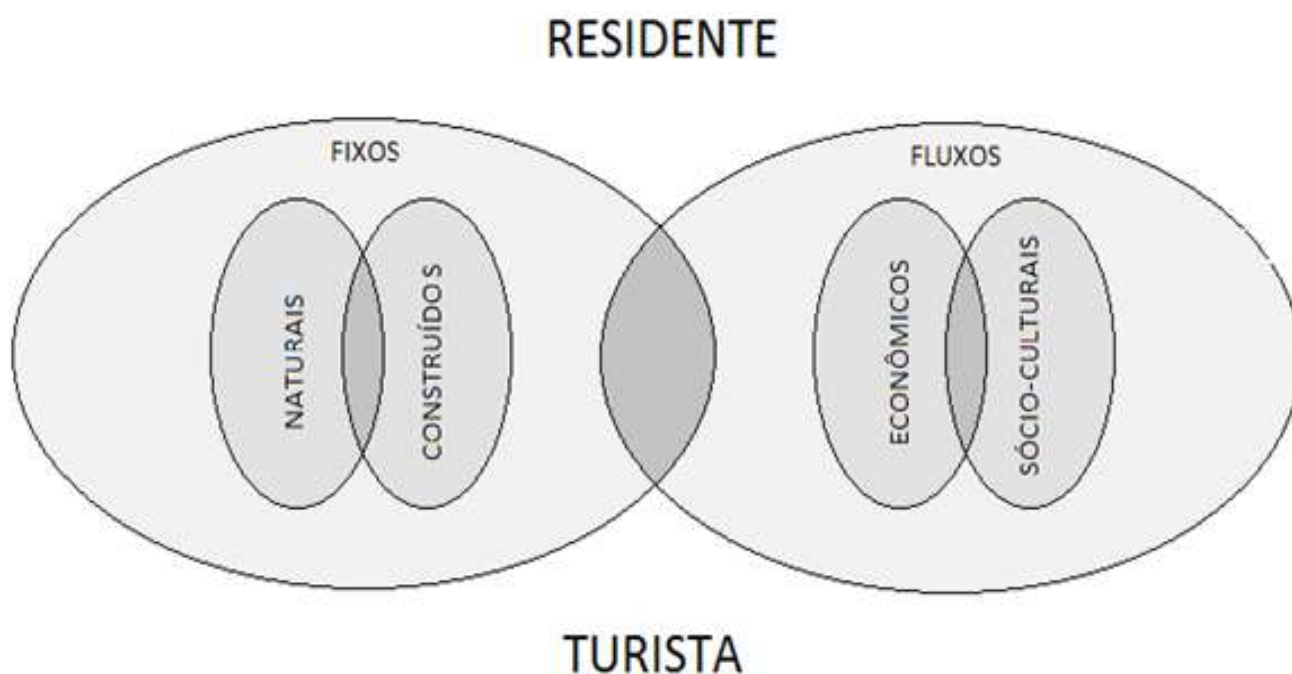 RESIDENTE
FIXOS
FLUXOS
NATURAIS
CONSTRUÍDOS
ECONÔMICOS
SÓCIO-CULTURAIS
TURISTA